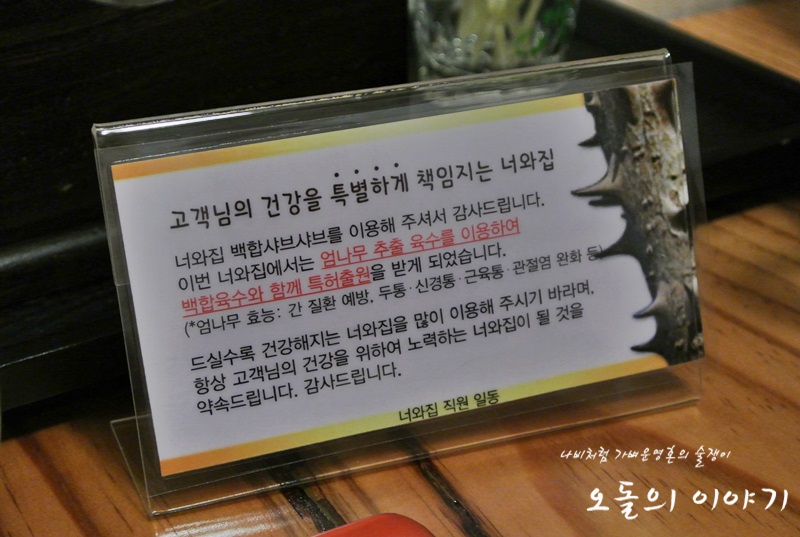 고객님의 건강을 특별하게 책임지는 너와집
너와집 백합샤브샤브를 이용해 주셔서 감사드립니다.
이번 너와집에서는 엄나무 추출 육수를 이용하여
백합육수와 함께 특허출원을 받게 되었습니다.
(*엄나무 효능: 간 질환 예방, 두통·신경통·근육통·관절염 완화 등)
드실수록 건강해지는 너와집을 많이 이용해 주시기 바라며,
항상 고객님의 건강을 위하여 노력하는 너와집이 될 것을
약속드립니다. 감사드립니다.
너와집 직원 일동
나비처럼 가벼운영혼의 술쟁이
오돌의 이야기